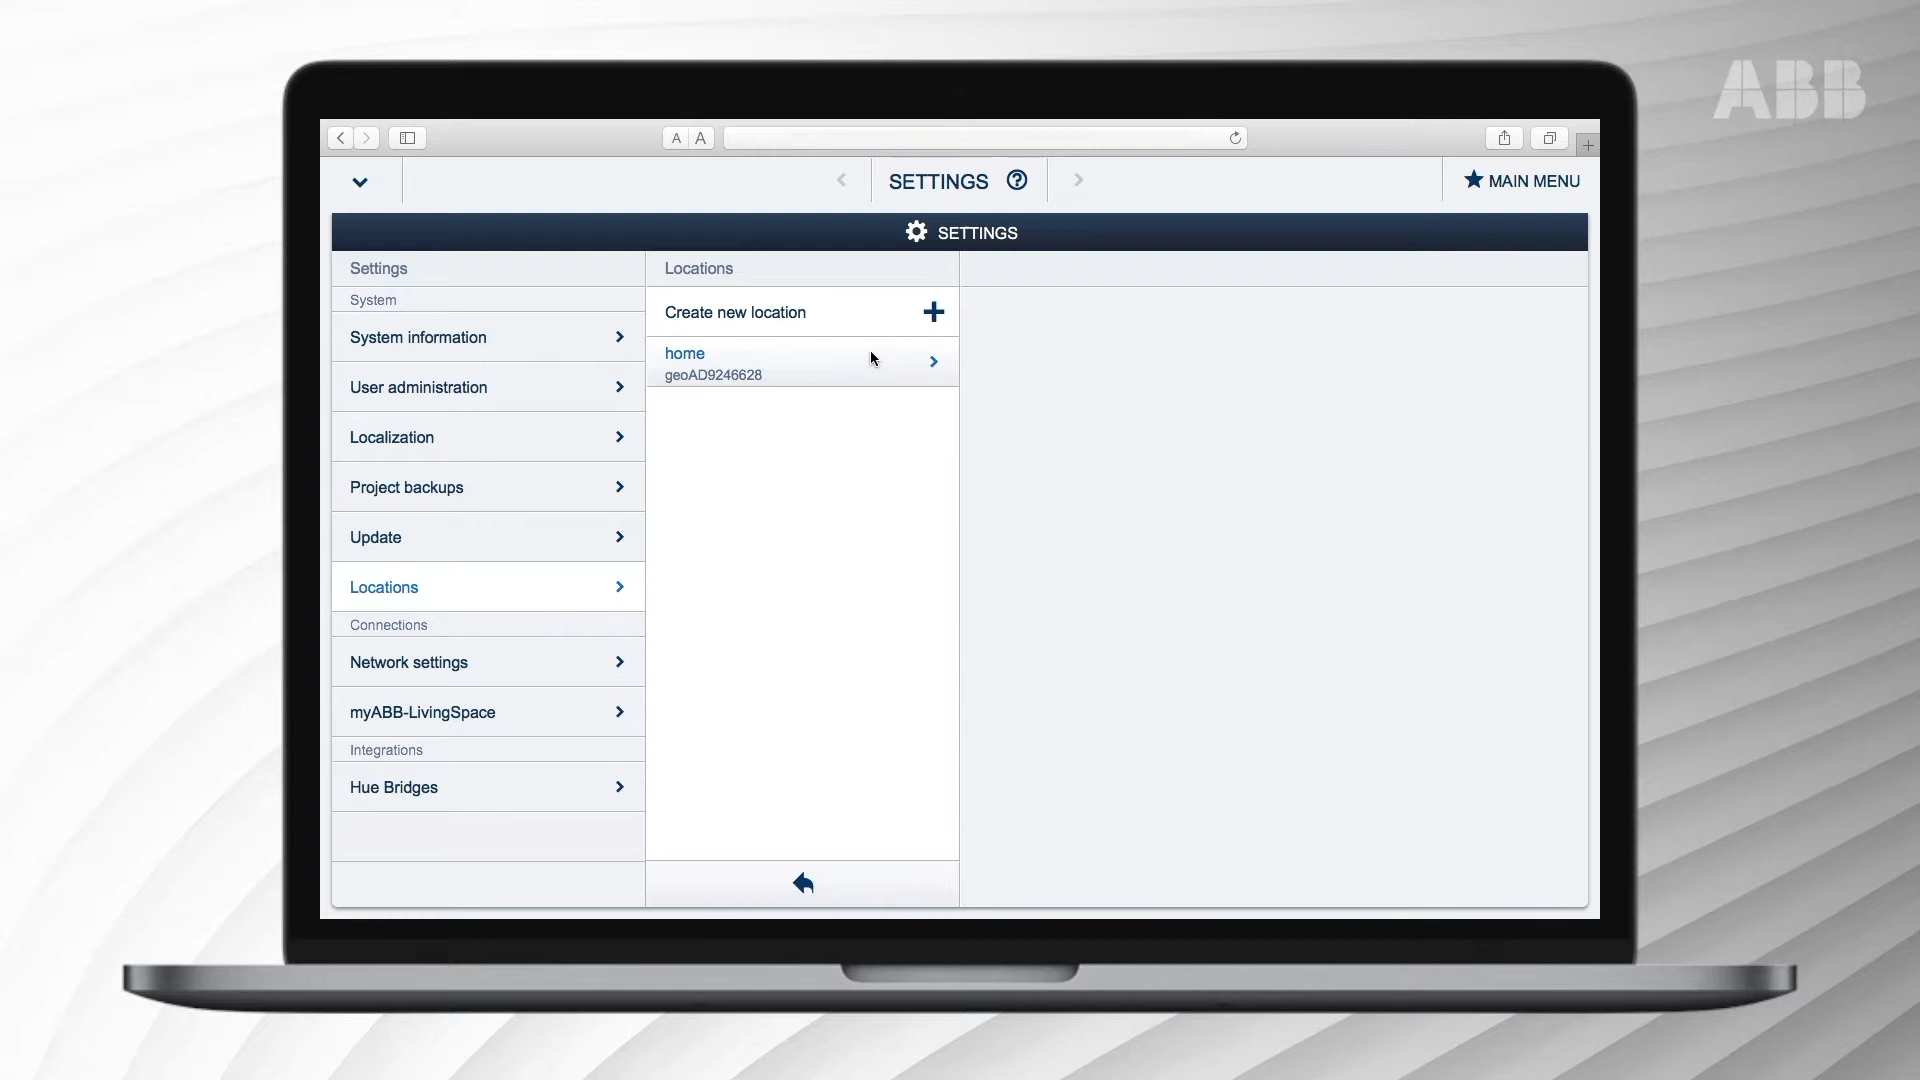 ABB
A A
SETTINGS ?
MAIN MENU
SETTINGS
Settings
System
System information
User administration
Localization
Project backups
Update
Locations
Connections
Network settings
myABB-LivingSpace
Integrations
Hue Bridges
Locations
Create new location
home
geoAD9246628